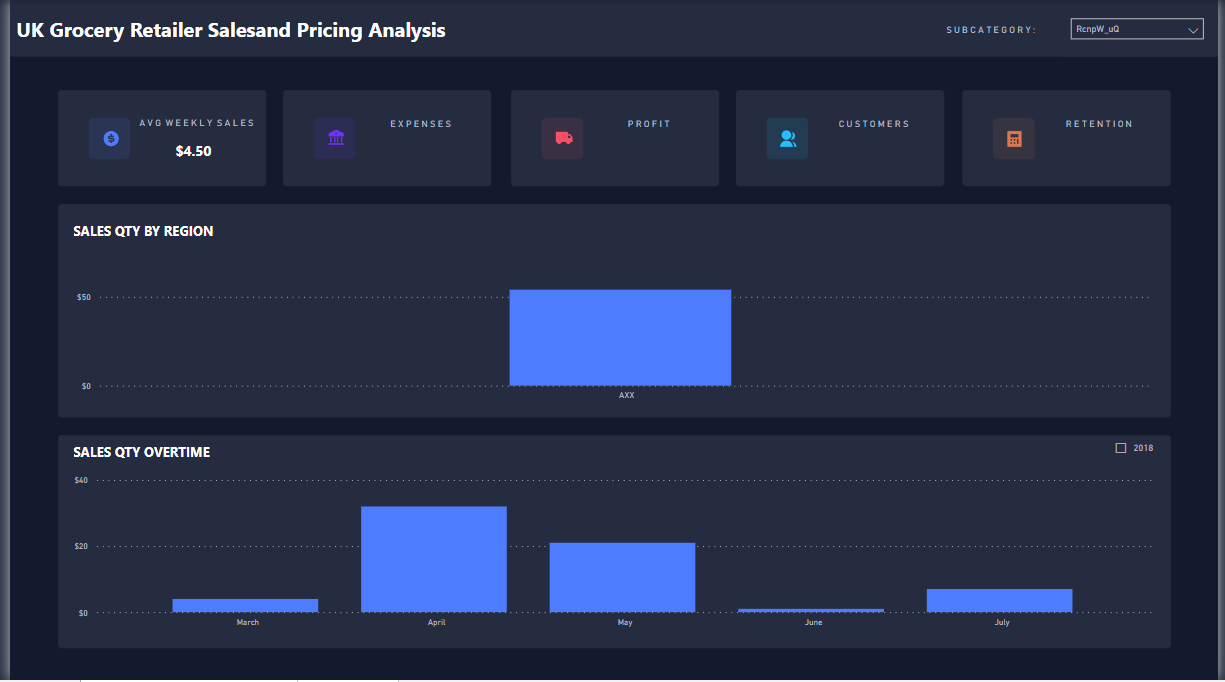 UK Grocery Retailer Salesand Pricing Analysis
SUBCATEGORY:
RcnpW_uQ
AVG WEEKLY SALES
$4.50
EXPENSES
PROFIT
CUSTOMERS
RETENTION
SALES QTY BY REGION
$50
$0
AXX
SALES QTY OVERTIME
2018
$40
$20
$0
March April May June July